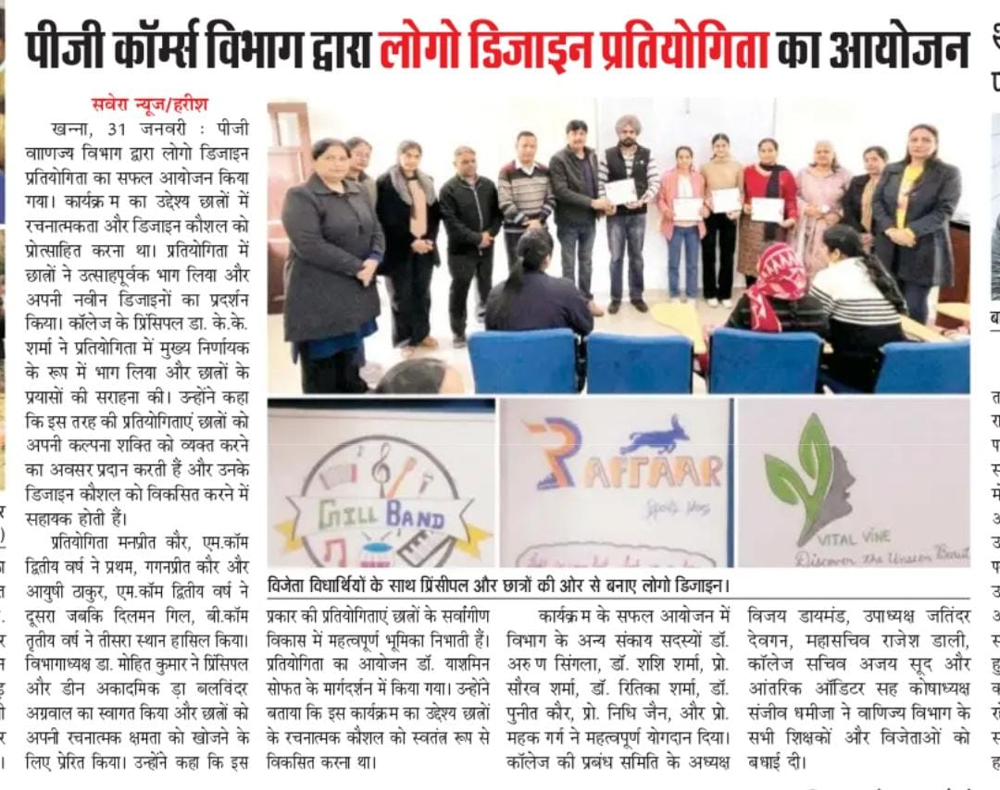 पीजी कॉर्म्स विभाग द्वारा लोगो डिजाइन प्रतियोगिता का आयोजन
सवेरा न्यूज/हरीश
खन्ना, 31 जनवरी : पीजी
वााणज्य विभाग द्वारा लोगो डिजाइन
प्रतियोगिता का सफल आयोजन किया
गया। कार्यक्र म का उद्देश्य छात्रों में
रचनात्मकता और डिजाइन कौशल को
प्रोत्साहित करना था। प्रतियोगिता में
छात्रों ने उत्साहपूर्वक भाग लिया और
अपनी नवीन डिजाइनों का प्रदर्शन
किया। कॉलेज के प्रिंसिपल डा. के.के.
शर्मा ने प्रतियोगिता में मुख्य निर्णायक
के रूप में भाग लिया और छात्रों के
प्रयासों की सराहना की। उन्होंने कहा
कि इस तरह की प्रतियोगिताएं छात्रों को
अपनी कल्पना शक्ति को व्यक्त करने
का अवसर प्रदान करती हैं और उनके
डिजाइन कौशल को विकसित करने में
सहायक होती हैं।
प्रतियोगिता मनप्रीत कौर, एम.कॉम
द्वितीय वर्ष ने प्रथम, गगनप्रीत कौर और
आयुषी ठाकुर, एम.कॉम द्वितीय वर्ष ने
दूसरा जबकि दिलमन गिल, बी.कॉम
तृतीय वर्ष ने तीसरा स्थान हासिल किया।
विभागाध्यक्ष डा. मोहित कुमार ने प्रिंसिपल
और डीन अकादमिक ड़ा बलविंदर
अग्रवाल का स्वागत किया और छात्रों को
अपनी रचनात्मक क्षमता को खोजने के
लिए प्रेरित किया। उन्होंने कहा कि इस
GILL BAND
RAFTAAR
VITAL VINE
Discover the Unseen
विजेता विधार्थियों के साथ प्रिंसीपल और छात्रों की ओर से बनाए लोगो डिजाइन।
प्रकार की प्रतियोगिताएं छात्रों के सर्वांगीण
विकास में महत्वपूर्ण भूमिका निभाती हैं।
प्रतियोगिता का आयोजन डॉ. याशमिन
सोफत के मार्गदर्शन में किया गया। उन्होंने
बताया कि इस कार्यक्रम का उद्देश्य छात्रों
के रचनात्मक कौशल को स्वतंत्र रूप से
विकसित करना था।
कार्यक्रम के सफल आयोजन में
विभाग के अन्य संकाय सदस्यों डॉ.
अरु ण सिंगला, डॉ. शशि शर्मा, प्रो.
सौरव शर्मा, डॉ. रितिका शर्मा, डॉ.
पुनीत कौर, प्रो. निधि जैन, और प्रो.
महक गर्ग ने महत्वपूर्ण योगदान दिया।
कॉलेज की प्रबंध समिति के अध्यक्ष
विजय डायमंड, उपाध्यक्ष जतिंदर
देवगन, महासचिव राजेश डाली,
कॉलेज सचिव अजय सूद और
आंतरिक ऑडिटर सह कोषाध्यक्ष
संजीव धमीजा ने वाणिज्य विभाग के
सभी शिक्षकों और विजेताओं को
बधाई दी।